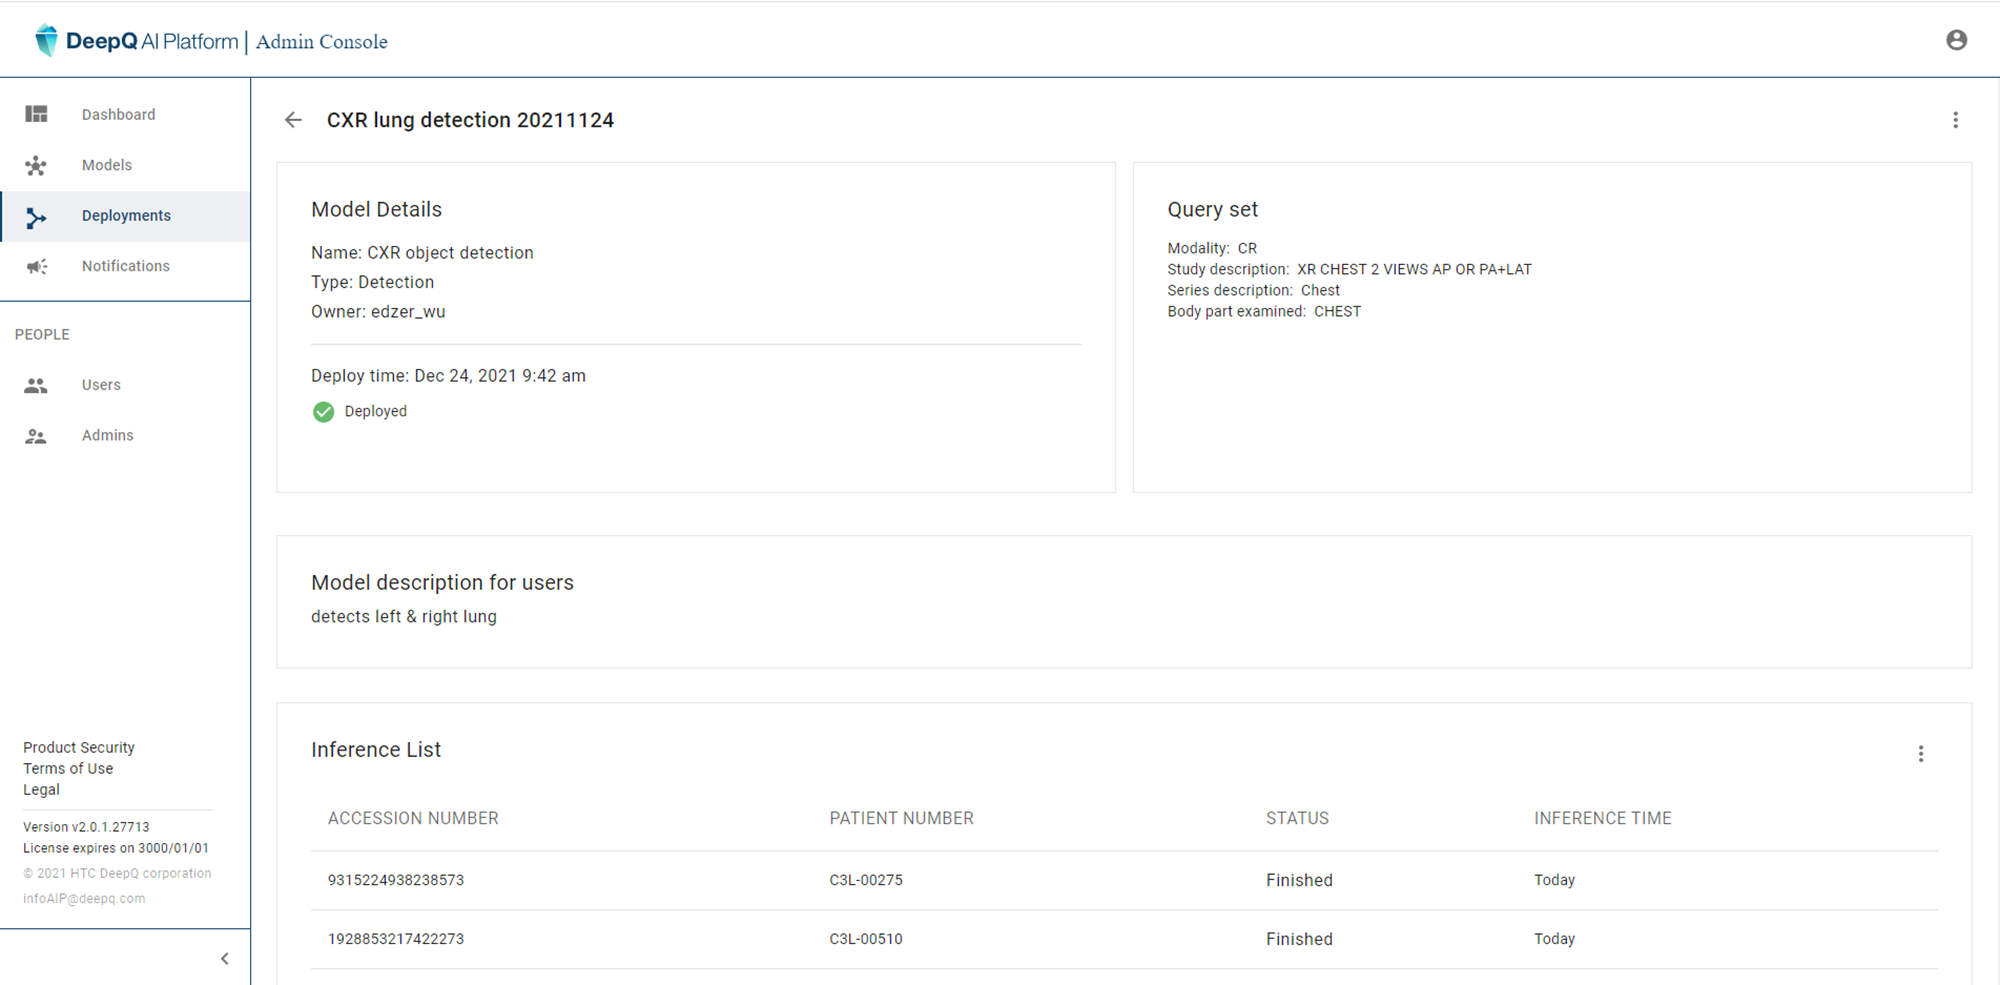 DeepQ AI Platform | Admin Console
Dashboard
Models
Deployments
Notifications
PEOPLE
Users
Admins
Product Security
Terms of Use
Legal
Version v2.0.1.27713
License expires on 3000/01/01
© 2021 HTC DeepQ corporation
infoAIP@deepq.com
CXR lung detection 20211124
Model Details
Name: CXR object detection
Type: Detection
Owner: edzer_wu
Deploy time: Dec 24, 2021 9:42 am
Deployed
Query set
Modality: CR
Study description: XR CHEST 2 VIEWS AP OR PA+LAT
Series description: Chest
Body part examined: CHEST
Model description for users
detects left & right lung
Inference List
ACCESSION NUMBER PATIENT NUMBER STATUS INFERENCE TIME
9315224938238573 C3L-00275 Finished Today
1928853217422273 C3L-00510 Finished Today